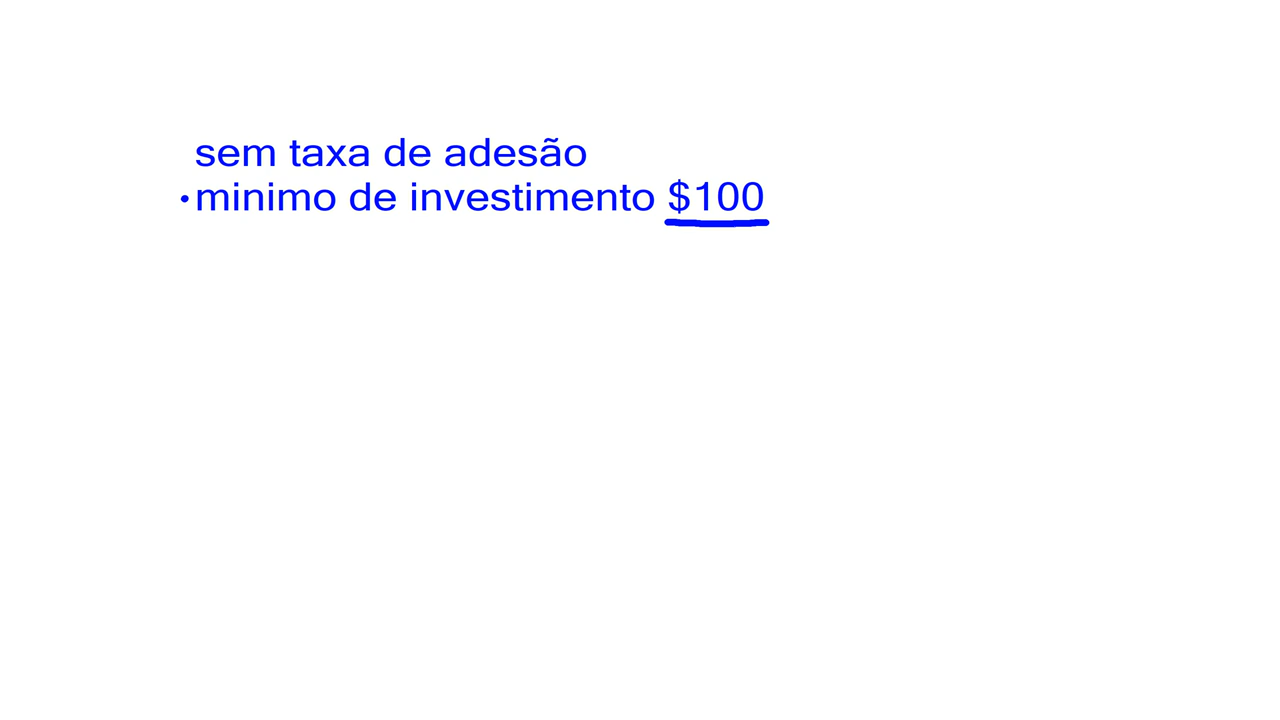 sem taxa de adesão
•minimo de investimento $100